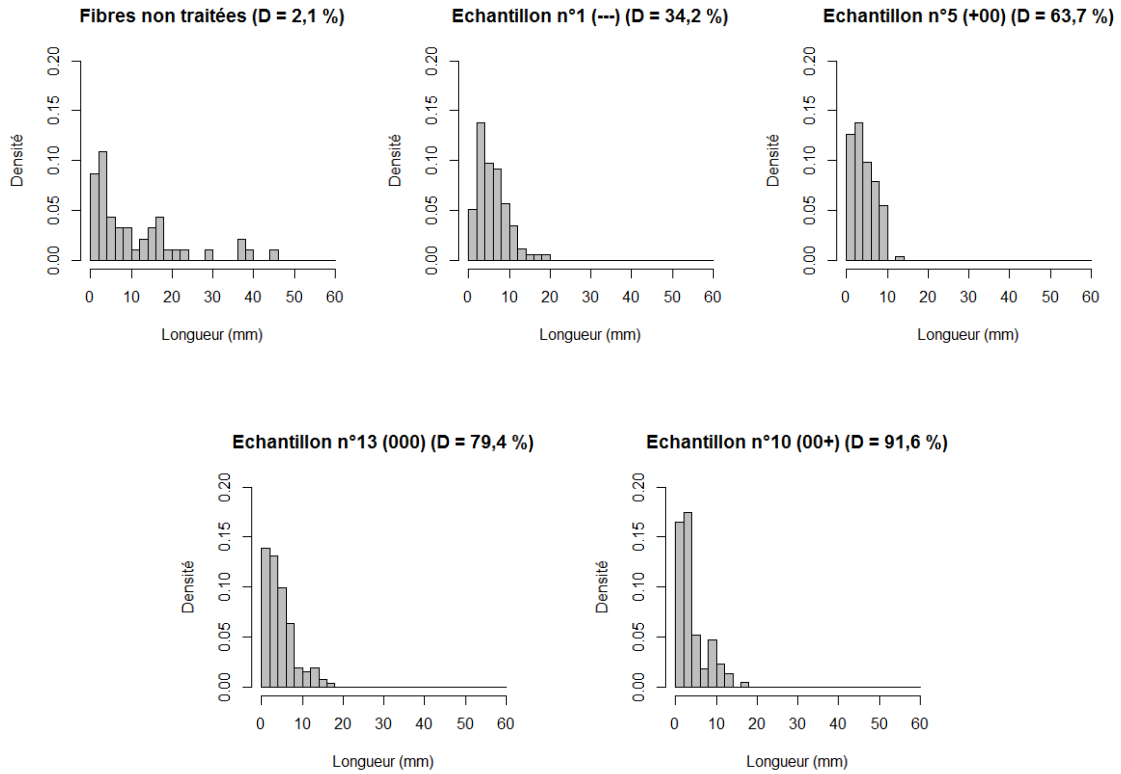 Fibres non traitées (D = 2,1 %)
Densité
0.00 0.05 0.10 0.15 0.20
0 10 20 30 40 50 60
Longueur (mm)
Echantillon n°1 (---) (D = 34,2 %)
Densité
0.00 0.05 0.10 0.15 0.20
0 10 20 30 40 50 60
Longueur (mm)
Echantillon n°5 (+00) (D = 63,7 %)
Densité
0.00 0.05 0.10 0.15 0.20
0 10 20 30 40 50 60
Longueur (mm)
Echantillon n°13 (000) (D = 79,4 %)
Densité
0.00 0.05 0.10 0.15 0.20
0 10 20 30 40 50 60
Longueur (mm)
Echantillon n°10 (00+) (D = 91,6 %)
Densité
0.00 0.05 0.10 0.15 0.20
0 10 20 30 40 50 60
Longueur (mm)